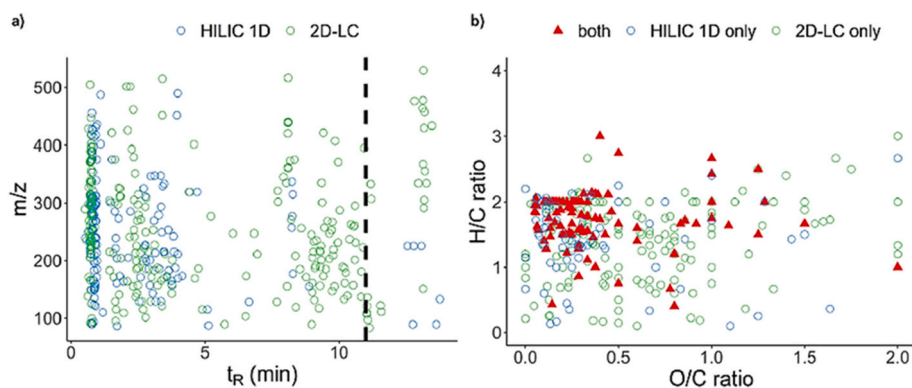 a)
HILIC 1D 2D-LC
m/z
500
400
300
200
100
0 5 10
tR (min)
b)
both HILIC 1D only 2D-LC only
H/C ratio
4
3
2
1
0
0.0 0.5 1.0 1.5 2.0
O/C ratio